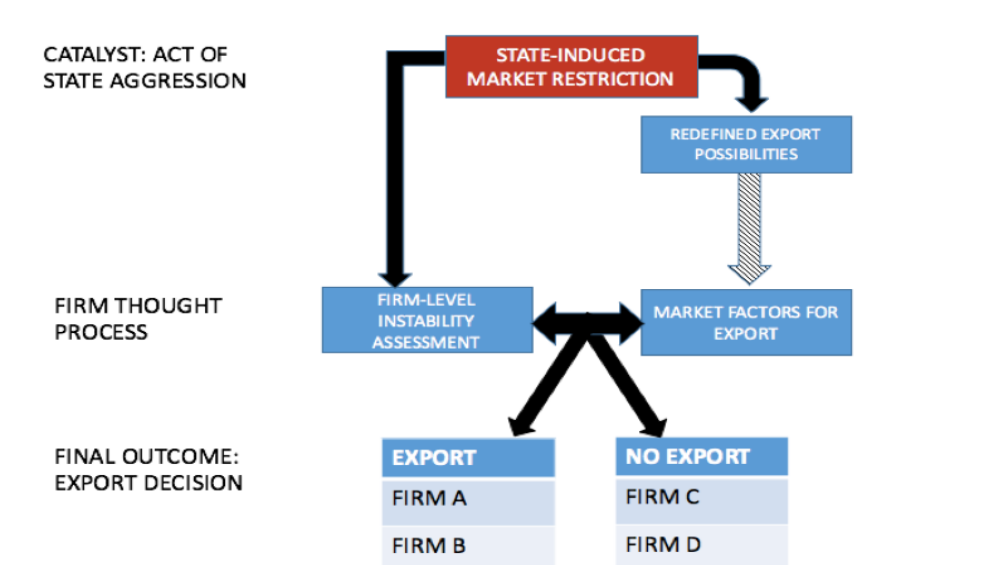 CATALYST: ACT OF
STATE AGGRESSION
STATE-INDUCED
MARKET RESTRICTION
REDEFINED EXPORT
POSSIBILITIES
FIRM THOUGHT
PROCESS
FIRM-LEVEL
INSTABILITY
ASSESSMENT
MARKET FACTORS FOR
EXPORT
FINAL OUTCOME:
EXPORT DECISION
EXPORT
FIRM A
FIRM B
NO EXPORT
FIRM C
FIRM D